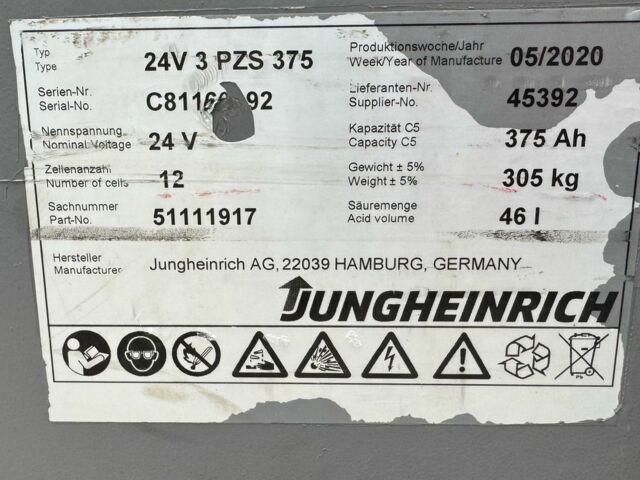 Typ
Type
24V 3 PZS 375
Produktionswoche/Jahr
Week/Year of Manufacture
05/2020
Serien-Nr.
Serial-No.
Lieferanten-Nr.
Supplier-No.
45392
Nennspannung
Nominal Voltage
24 V
Kapazität C5
Capacity C5
375 Ah
Zellenanzahl
Number of cells
12
Gewicht ± 5%
Weight ± 5%
305 kg
Sachnummer
Part-No.
51111917
Säuremenge
Acid volume
46 l
Hersteller
Manufacturer
Jungheinrich AG, 22039 HAMBURG, GERMANY
JUNGHEINRICH